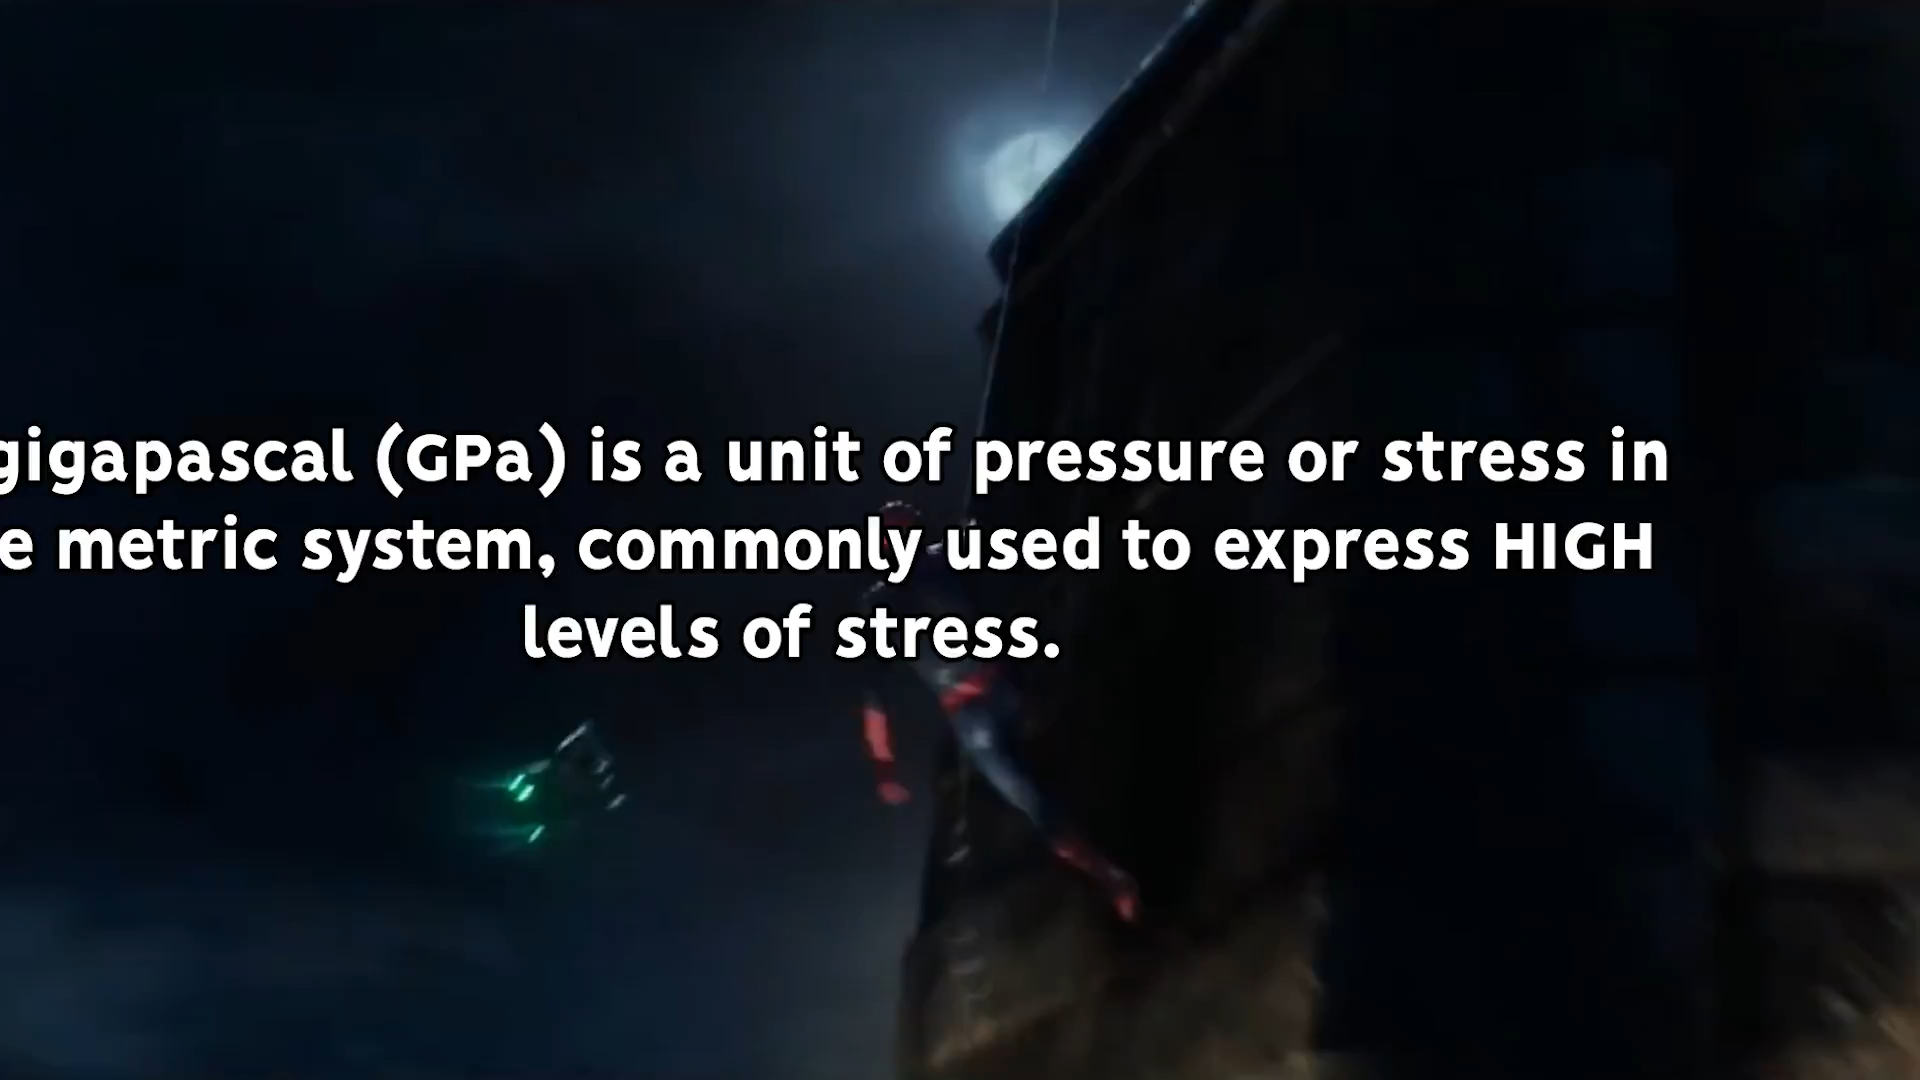 gigapascal (GPa) is a unit of pressure or stress in
e metric system, commonly used to express HIGH
levels of stress.